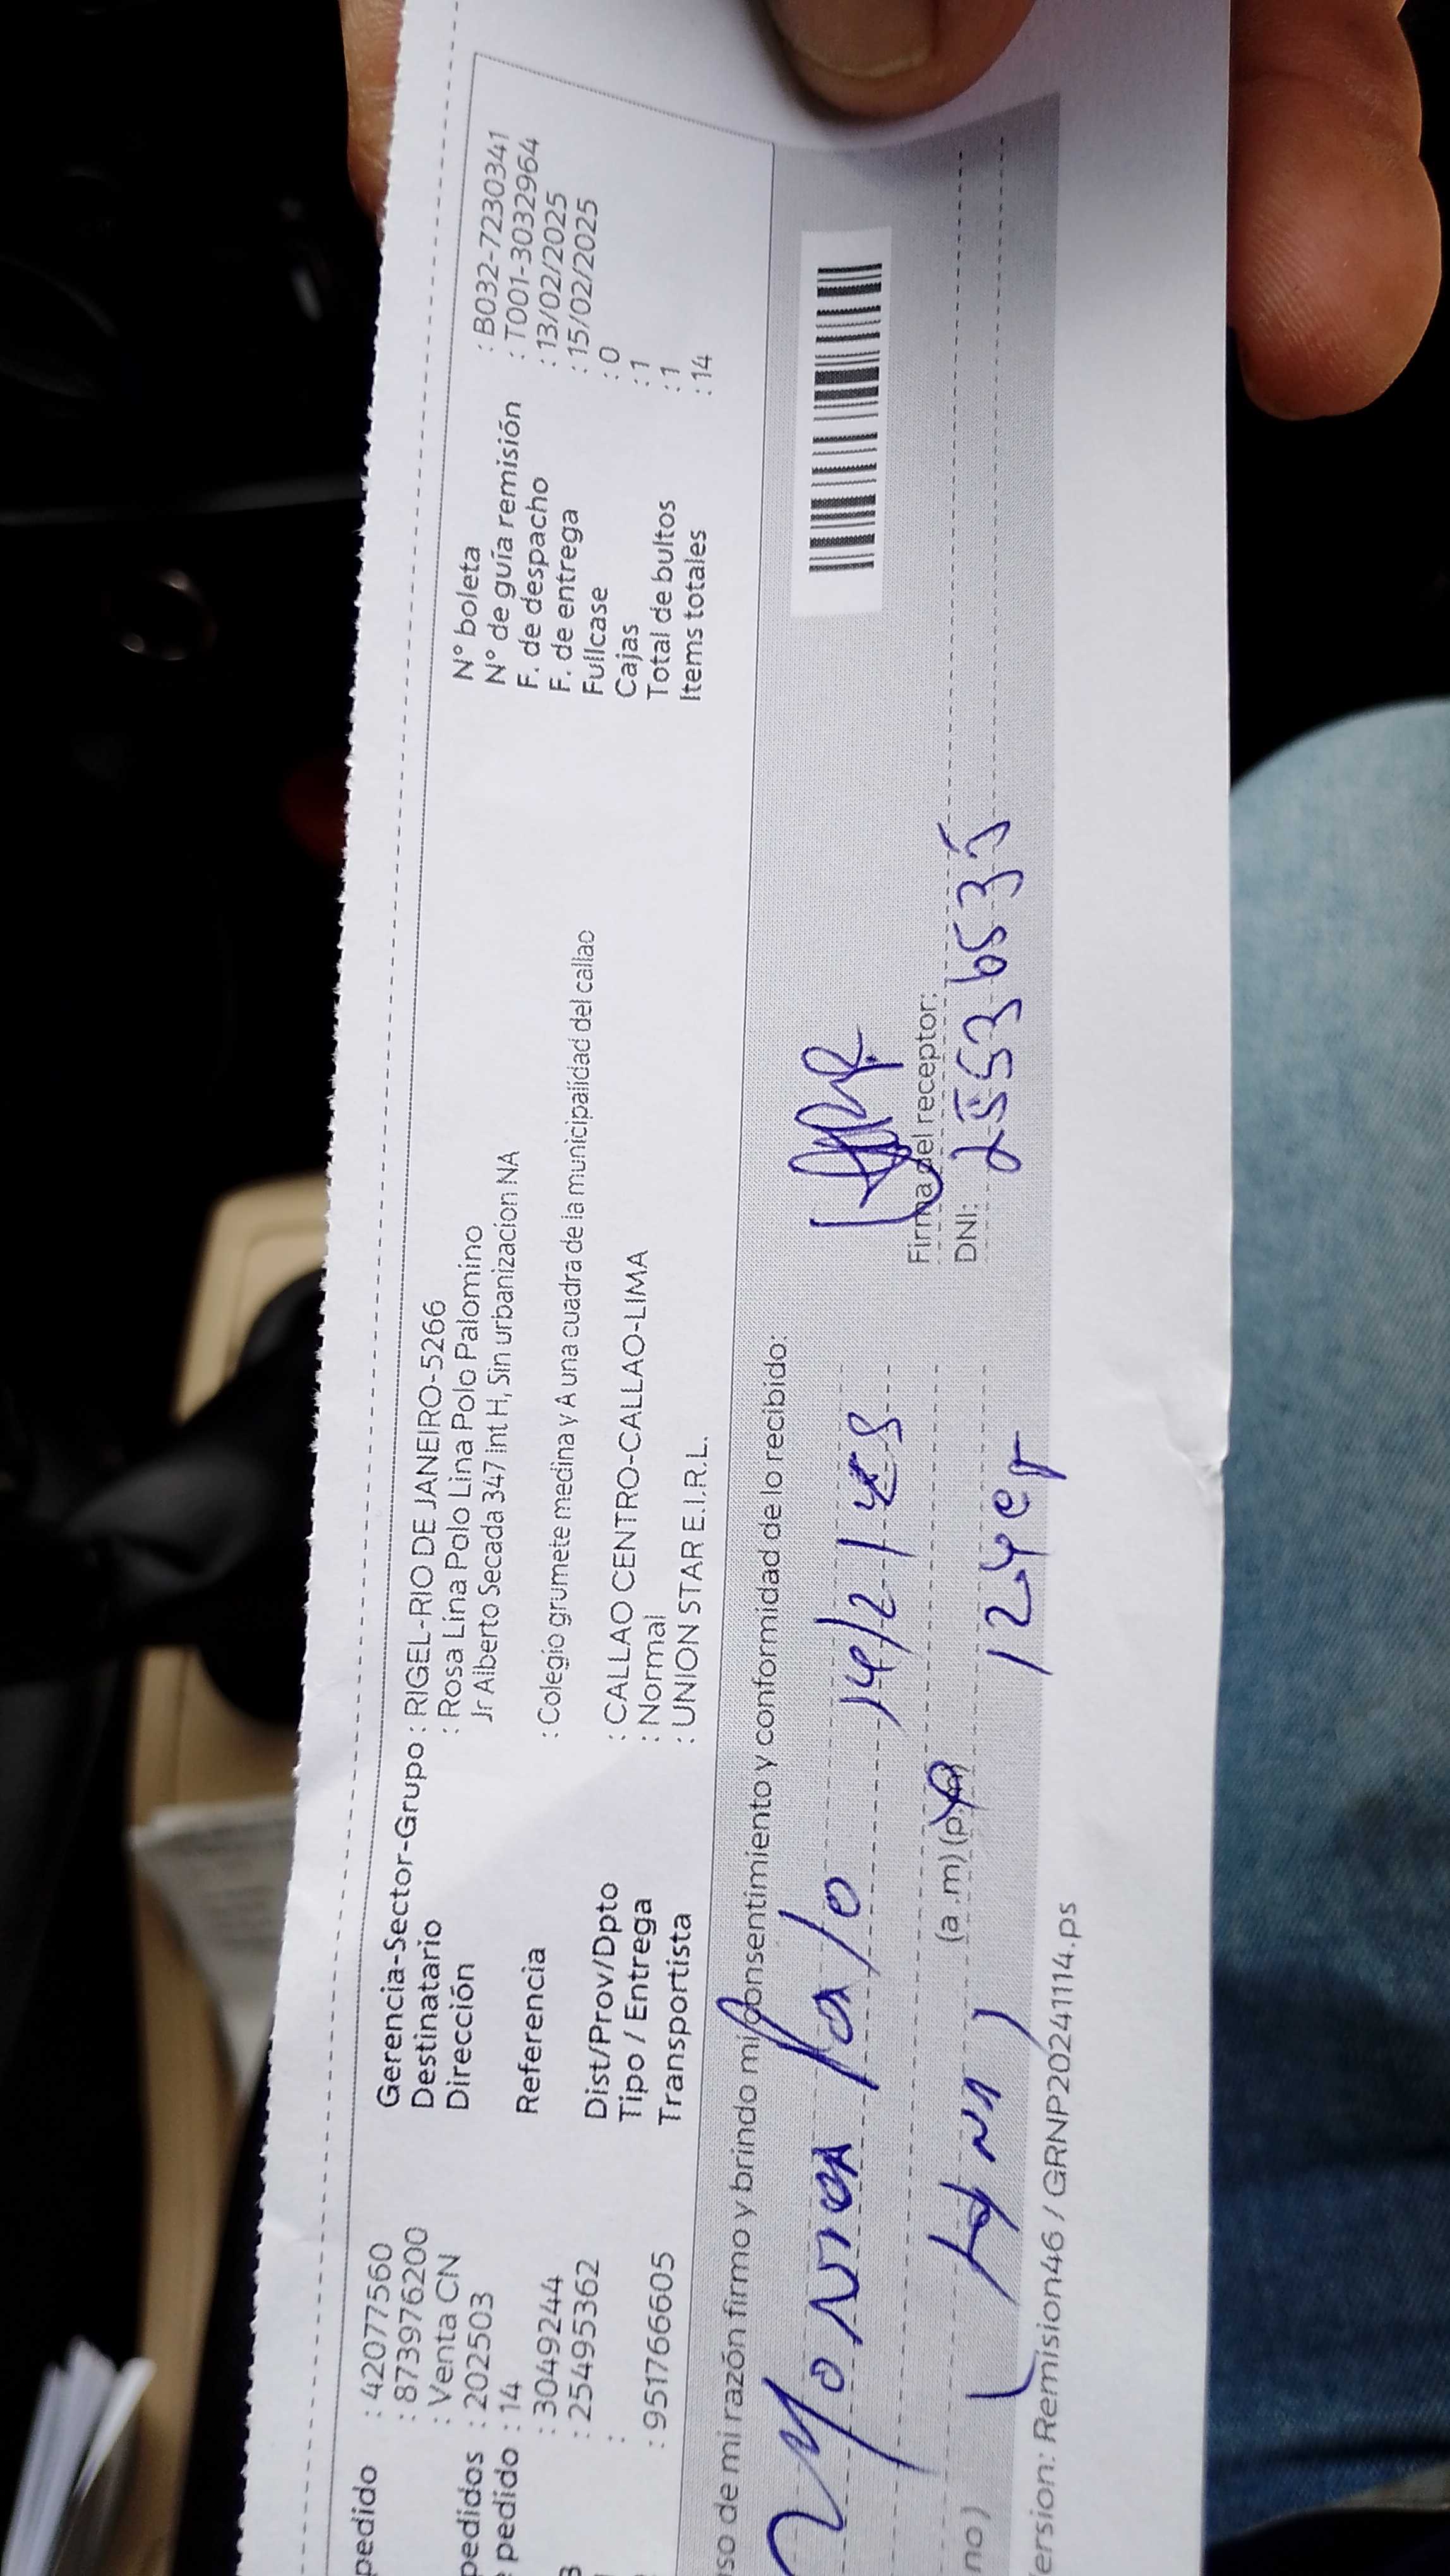 pedido : 42077560
: 873976200
: Venta CN
pedidos : 202503
pedido : 14
: 3049244
: 25495362
:
: 951766605
Gerencia-Sector-Grupo : RIGEL-RIO DE JANEIRO-5266
Destinatario : Rosa Lina Polo Lina Polo Palomino
Dirección Jr Alberto Secada 347 int H, Sin urbanizacion NA
Referencia : Colegio grumete medina y A una cuadra de la municipalidad del callao
Dist/Prov/Dpto : CALLAO CENTRO-CALLAO-LIMA
Tipo / Entrega : Normal
Transportista : UNION STAR E.I.R.L.
N° boleta : B032-7230341
N° de guía remisión : T001-3032964
F. de despacho : 13/02/2025
F. de entrega : 15/02/2025
Fullcase : 0
Cajas : 1
Total de bultos : 1
Items totales : 14
so de mi razón firmo y brindo mi consentimiento y conformidad de lo recibido:
Polo 14/2/
(a.m) (p.m)
Firma del receptor:
DNI: 25536535
no)
ersion: Remision46 / GRNP20241114.ps